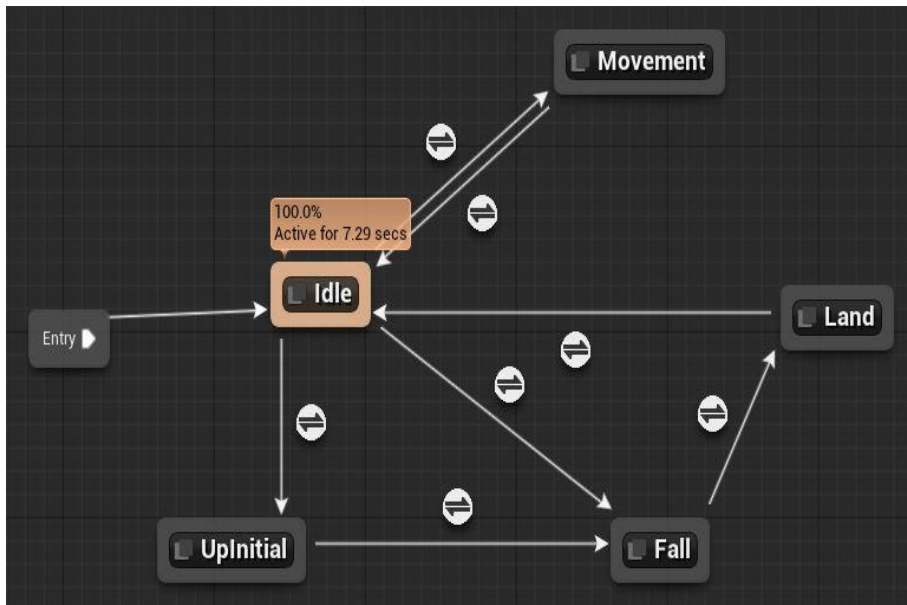 Movement
100.0%
Active for 7.29 secs
Idle
Land
Entry
UpInitial
Fall